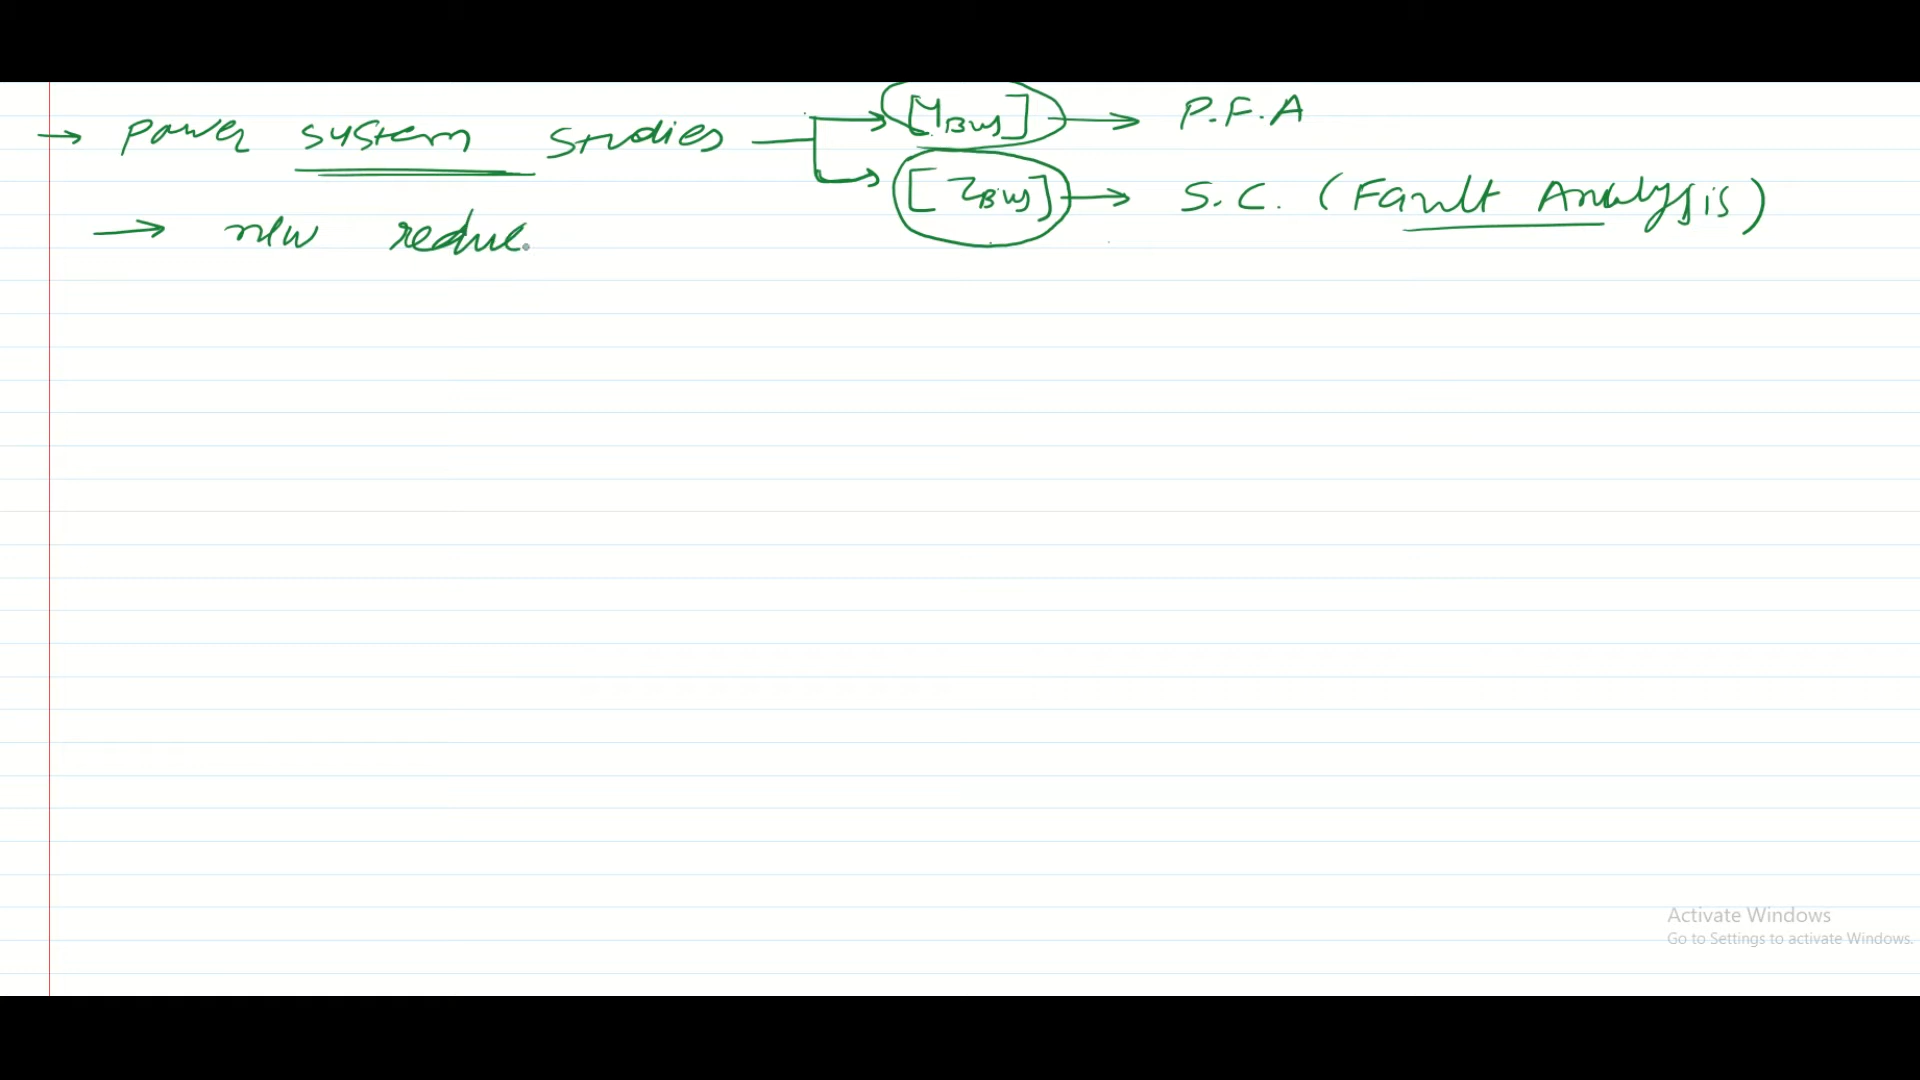 → Power system studies → [YBus] → P.F.A
→ [ZBus] → S.C. (Fault Analysis)
→ n/w reduc
Activate Windows
Go to Settings to activate Windows.